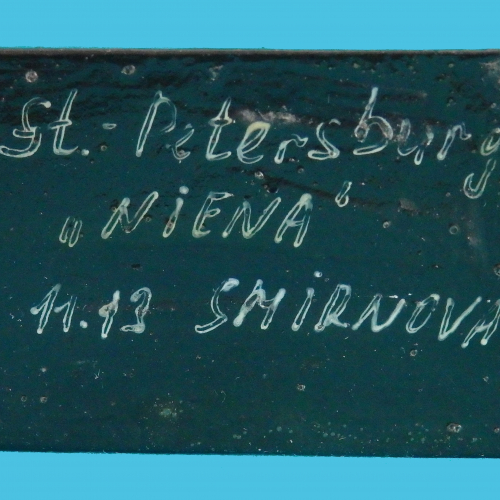 St.-Petersburg
„NiENA“
11.13 SMiRNOVA